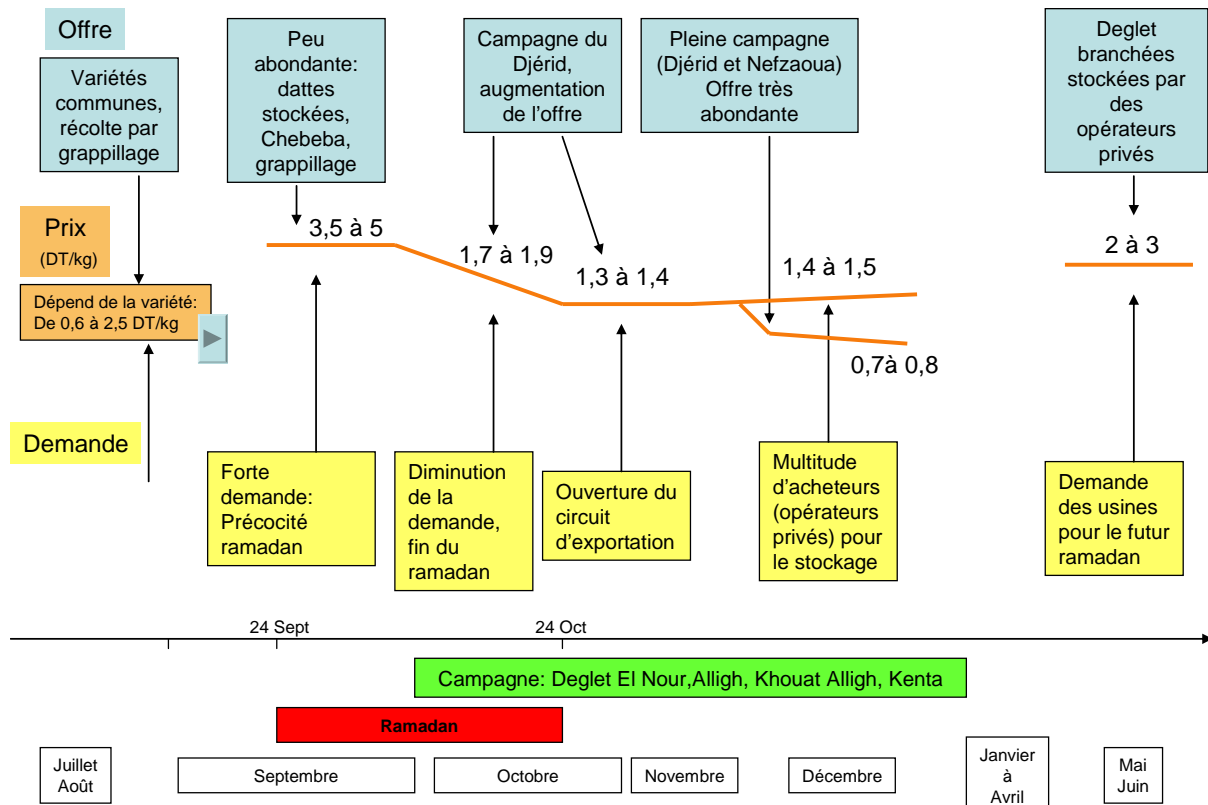 Offre
Variétés
communes,
récolte par
grappillage
Peu
abondante:
dattes
stockées,
Chebeba,
grappillage
Campagne du
Djérid,
augmentation
de l'offre
Pleine campagne
(Djérid et Nefzaoua)
Offre très
abondante
Deglet
branchées
stockées par
des
opérateurs
privés
Prix
(DT/kg)
Dépend de la variété:
De 0,6 à 2,5 DT/kg
3,5 à 5
1,7 à 1,9
1,3 à 1,4
1,4 à 1,5
0,7à 0,8
2 à 3
Demande
Forte
demande:
Précocité
ramadan
Diminution
de la
demande,
fin du
ramadan
Ouverture du
circuit
d'exportation
Multitude
d'acheteurs
(opérateurs
privés) pour
le stockage
Demande
des usines
pour le futur
ramadan
24 Sept
24 Oct
Campagne: Deglet El Nour,Alligh, Khouat Alligh, Kenta
Ramadan
Juillet
Août
Septembre
Octobre
Novembre
Décembre
Janvier
à
Avril
Mai
Juin